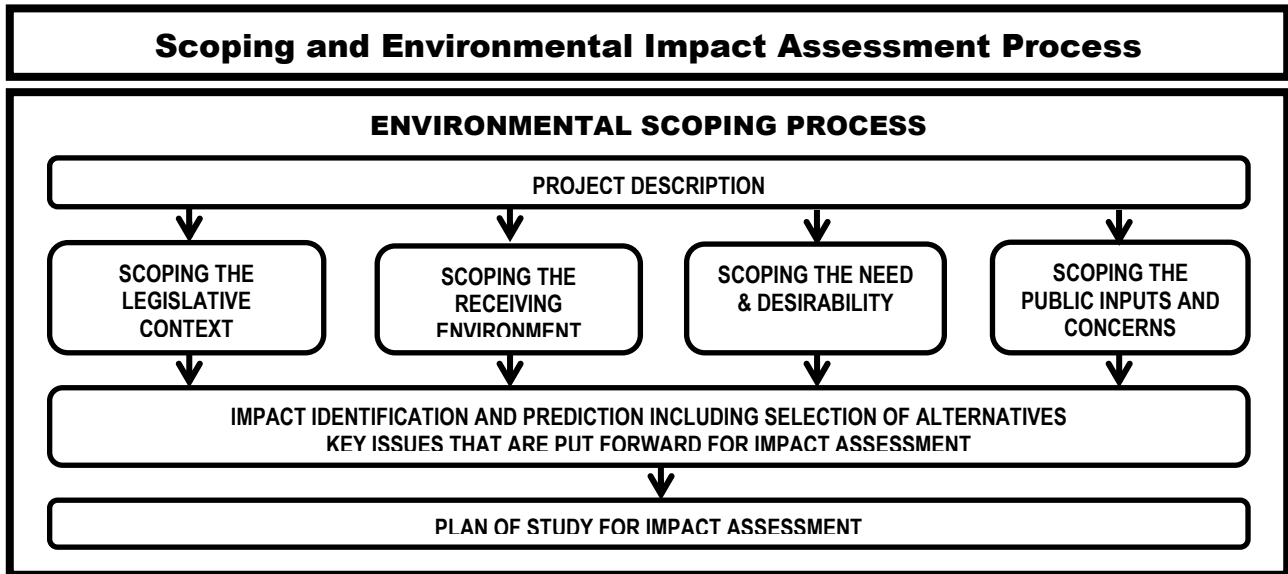 Scoping and Environmental Impact Assessment Process
ENVIRONMENTAL SCOPING PROCESS
PROJECT DESCRIPTION
SCOPING THE
LEGISLATIVE
CONTEXT
SCOPING THE
RECEIVING
ENVIRONMENT
SCOPING THE NEED
& DESIRABILITY
SCOPING THE
PUBLIC INPUTS AND
CONCERNS
IMPACT IDENTIFICATION AND PREDICTION INCLUDING SELECTION OF ALTERNATIVES
KEY ISSUES THAT ARE PUT FORWARD FOR IMPACT ASSESSMENT
PLAN OF STUDY FOR IMPACT ASSESSMENT